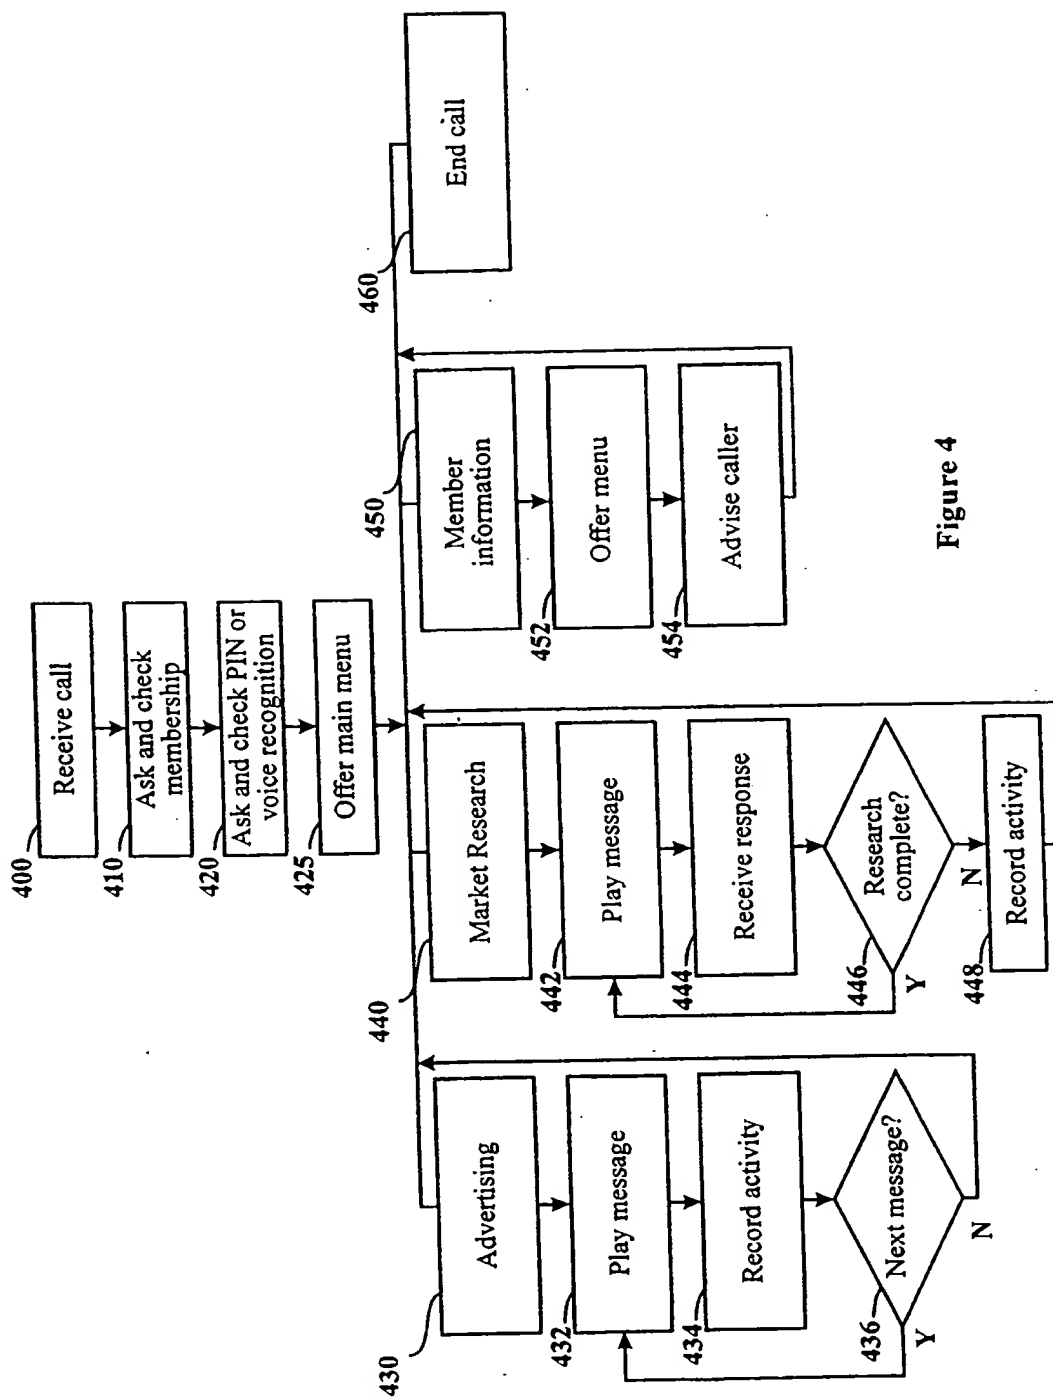 400
Receive call
410
Ask and check
membership
420
Ask and check PIN or
voice recognition
425
Offer main menu
430
Advertising
432
Play message
434
Record activity
436
Next message?
Y
N
440
Market Research
442
Play message
444
Receive response
446
Research
complete?
Y
N
448
Record activity
450
Member
information
452
Offer menu
454
Advise caller
460
End call
Figure 4